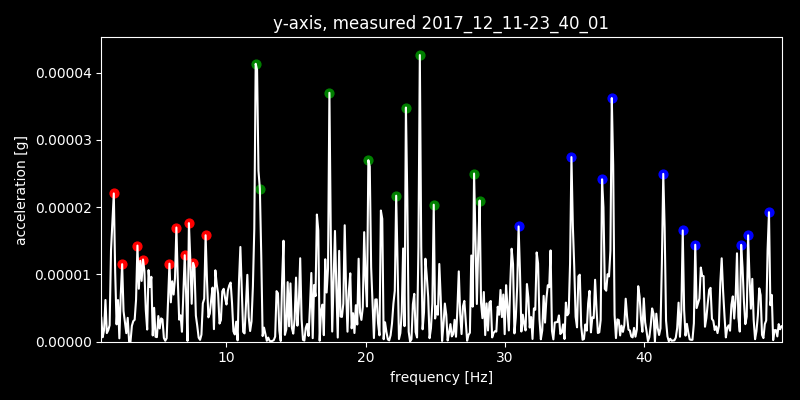 y-axis, measured 2017_12_11-23_40_01
acceleration [g]
0.00004
0.00003
0.00002
0.00001
0.00000
10 20 30 40
frequency [Hz]